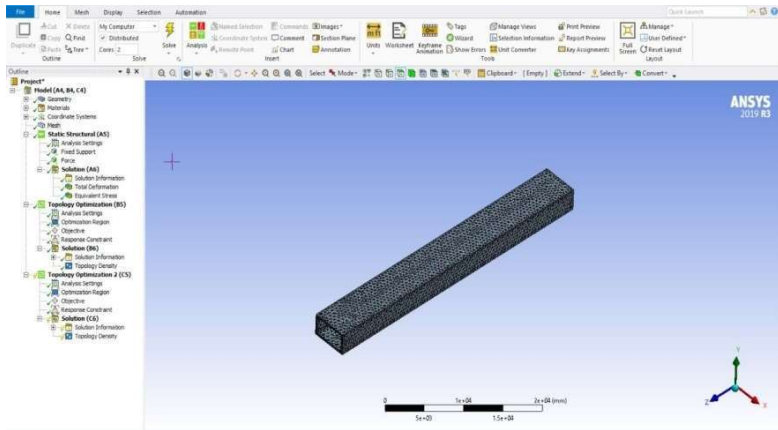 File Home Mesh Display Selection Automation Quick Launch
Cut Delete My Computer Named Selection Commands Images Tags Manage Views Print Preview Manage
Duplicate Copy Find Distributed Solve Analysis Coordinate System Comment Section Plane Units Worksheet Keyframe Animation Wizard Selection Information Report Preview Full Screen User Defined
Paste Tree Cores 2 Remote Point Chart Annotation Show Errors Unit Converter Key Assignments Reset Layout
Outline Solve Insert Tools Layout
Outline Select Mode Clipboard [ Empty ] Extend Select By Convert
Project*
Model (A4, B4, C4)
Geometry
Materials
Coordinate Systems
Mesh
Static Structural (A5)
Analysis Settings
Fixed Support
Force
Solution (A6)
Solution Information
Total Deformation
Equivalent Stress
Topology Optimization (B5)
Analysis Settings
Optimization Region
Objective
Response Constraint
Solution (B6)
Solution Information
Topology Density
Topology Optimization 2 (C5)
Analysis Settings
Optimization Region
Objective
Response Constraint
Solution (C6)
Solution Information
Topology Density
ANSYS
2019 R3
0 1e+04 2e+04 (mm)
5e+03 1.5e+04
Y
Z X